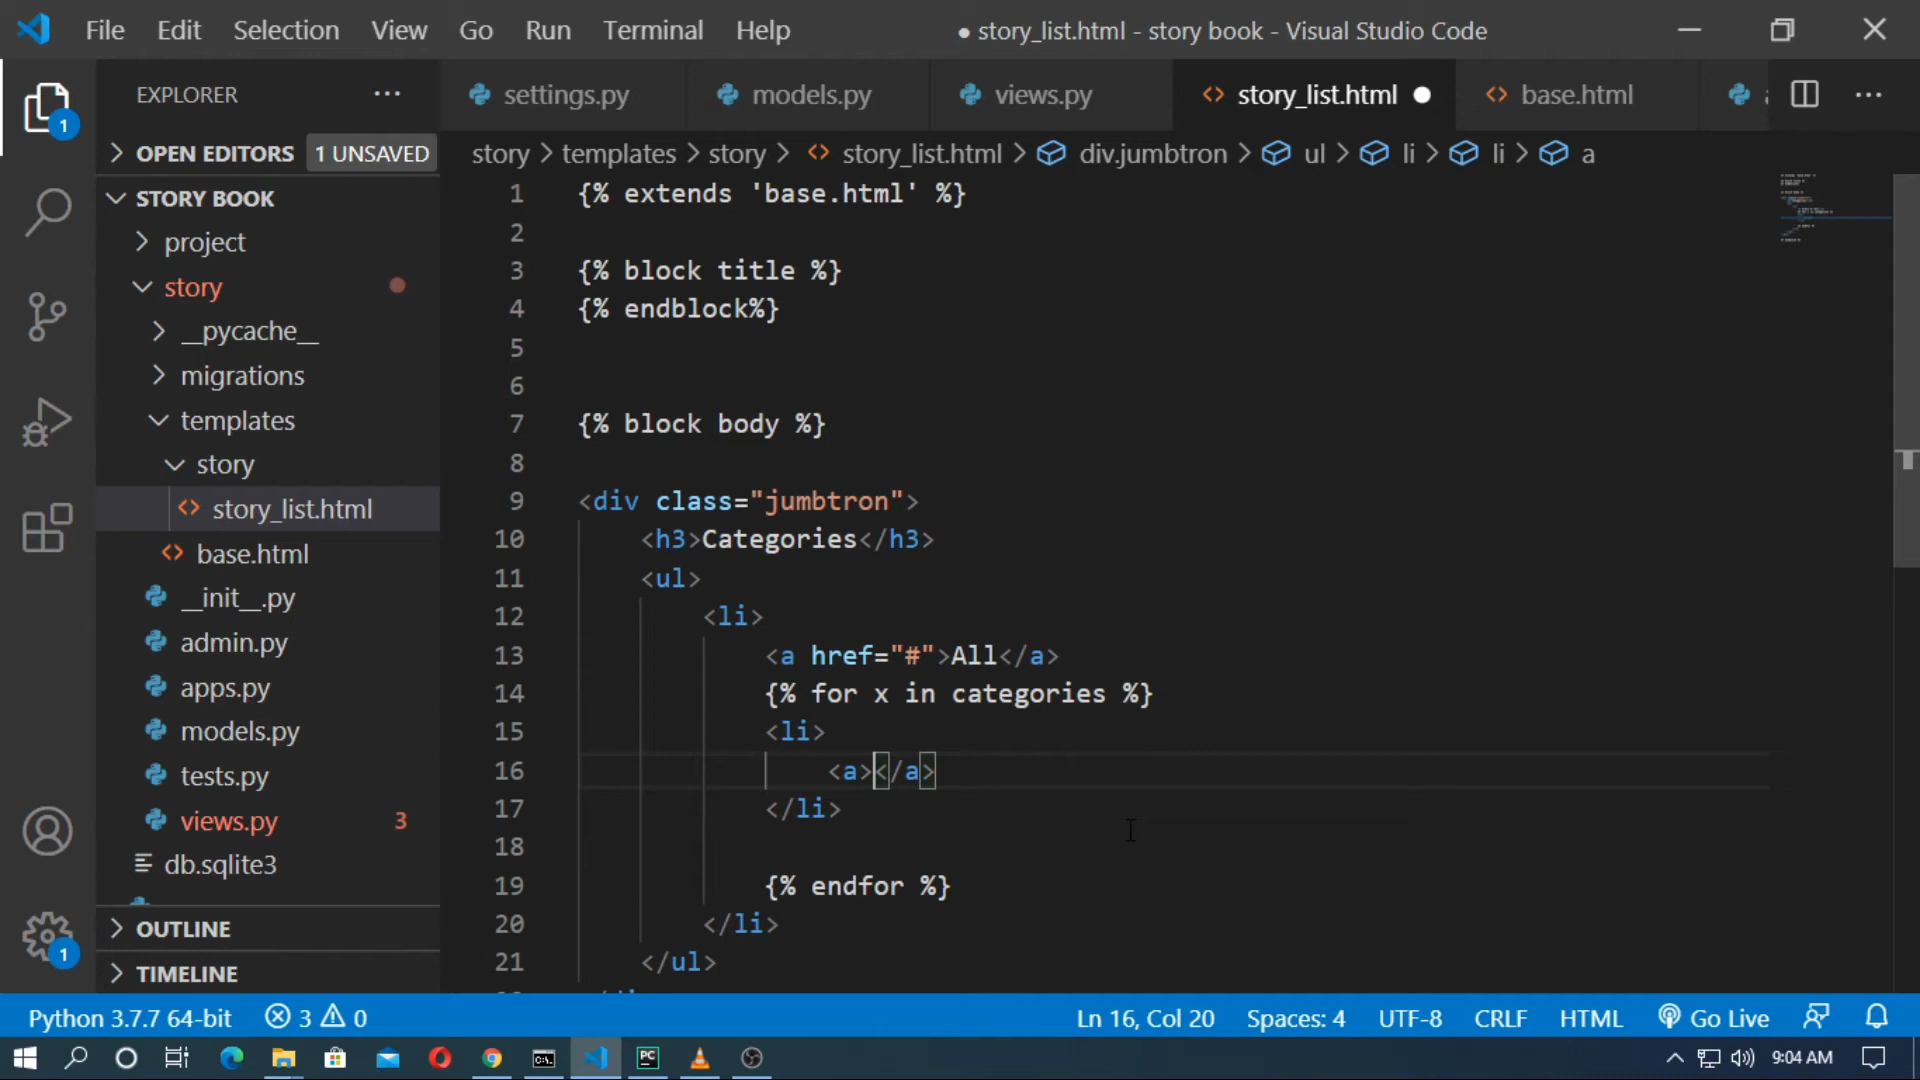 File Edit Selection View Go Run Terminal Help ● story_list.html - story book - Visual Studio Code
EXPLORER ···
settings.py models.py views.py story_list.html ● base.html
OPEN EDITORS 1 UNSAVED
story > templates > story > story_list.html > div.jumbtron > ul > li > li > a
STORY BOOK
project
story
__pycache__
migrations
templates
story
story_list.html
base.html
__init__.py
admin.py
apps.py
models.py
tests.py
views.py 3
db.sqlite3
OUTLINE
TIMELINE
1
1
1 {% extends 'base.html' %}
2
3 {% block title %}
4 {% endblock%}
5
6
7 {% block body %}
8
9 <div class="jumbtron">
10 <h3>Categories</h3>
11 <ul>
12 <li>
13 <a href="#">All</a>
14 {% for x in categories %}
15 <li>
16 <a></a>
17 </li>
18
19 {% endfor %}
20 </li>
21 </ul>
Python 3.7.7 64-bit 3 0 Ln 16, Col 20 Spaces: 4 UTF-8 CRLF HTML Go Live
9:04 AM